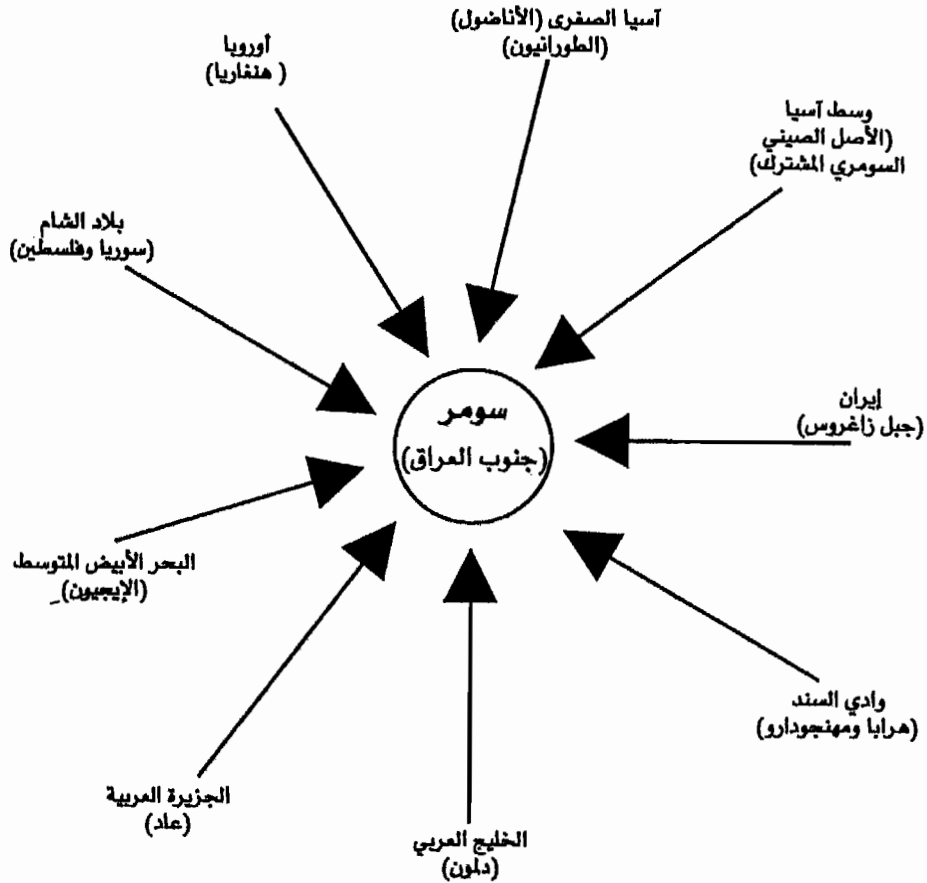 آسيا الصغرى (الأناضول)
(الطورانيون)
أوروبا
( هنغاريا)
وسط آسيا
(الأصل الصيني
السومري المشترك)
بلاد الشام
(سوريا وفلسطين)
سومر
(جنوب العراق)
إيران
(جبل زاغروس)
البحر الأبيض المتوسط
(الإيجيون)
وادي السند
(هرابا ومهنجودارو)
الجزيرة العربية
(عاد)
الخليج العربي
(دلمون)